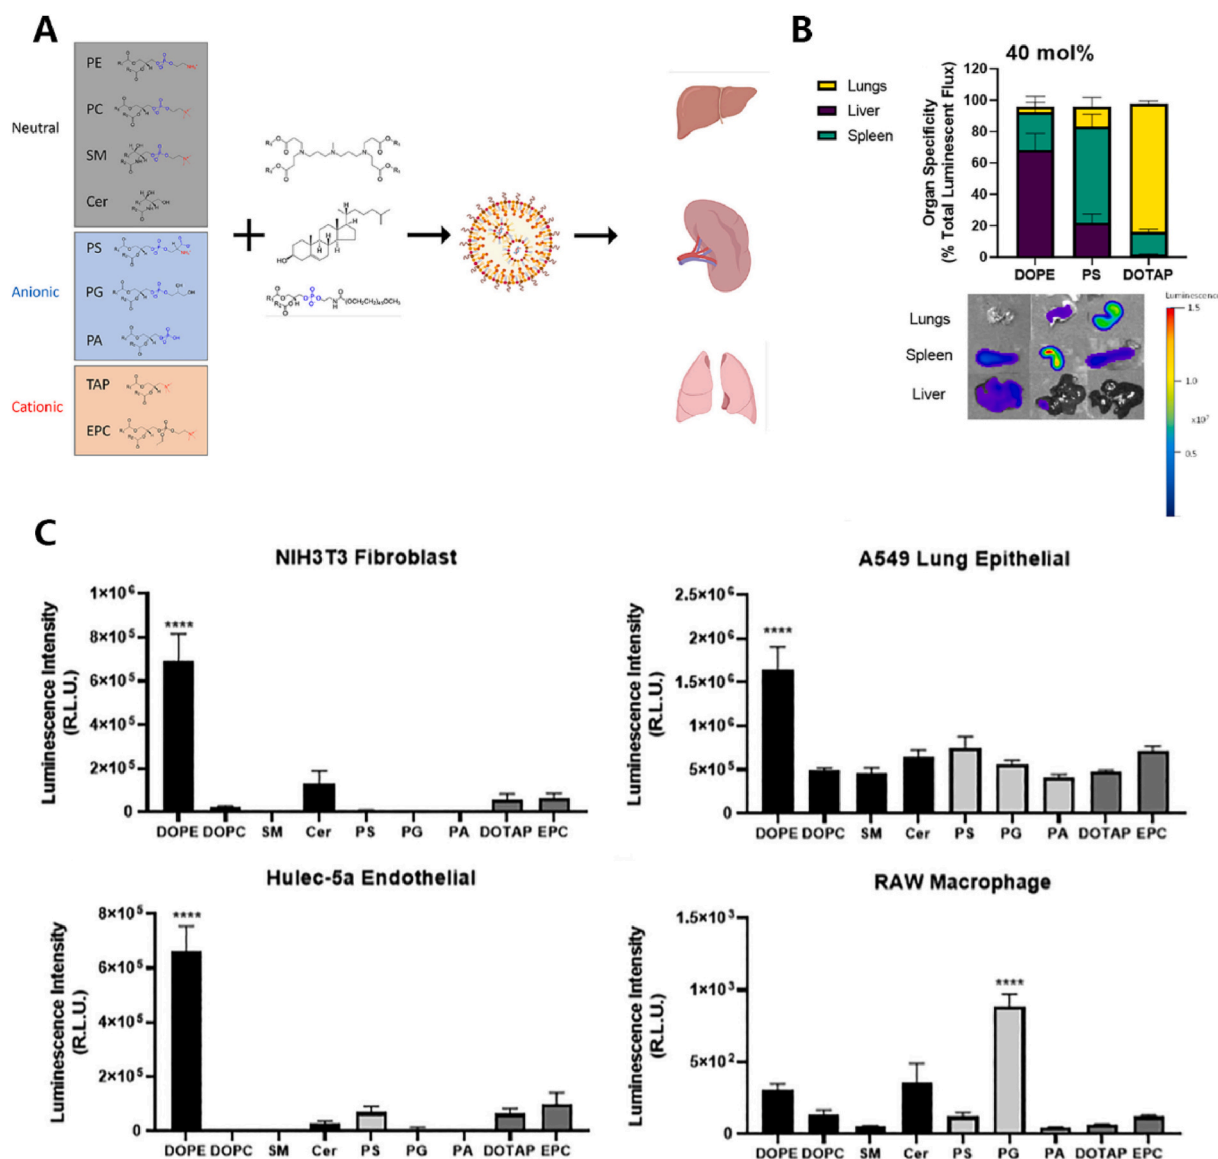 A
Neutral
PE
PC
SM
Cer
Anionic
PS
PG
PA
Cationic
TAP
EPC
B
40 mol%
Lungs
Liver
Spleen
Organ Specificity
(% Total Luminescent Flux)
120
100
80
60
40
20
0
DOPE PS DOTAP
Lungs
Spleen
Liver
Luminescence
1.5
1.0
x10⁷
0.5
C
NIH3T3 Fibroblast
Luminescence Intensity
(R.L.U.)
1×10⁶
8×10⁵
6×10⁵
4×10⁵
2×10⁵
0
****
DOPE DOPC SM Cer PS PG PA DOTAP EPC
A549 Lung Epithelial
Luminescence Intensity
(R.L.U.)
2.5×10⁶
2×10⁶
1.5×10⁶
1×10⁶
5×10⁵
0
****
DOPE DOPC SM Cer PS PG PA DOTAP EPC
Hulec-5a Endothelial
Luminescence Intensity
(R.L.U.)
8×10⁵
6×10⁵
4×10⁵
2×10⁵
0
****
DOPE DOPC SM Cer PS PG PA DOTAP EPC
RAW Macrophage
Luminescence Intensity
(R.L.U.)
1.5×10³
1×10³
5×10²
0
****
DOPE DOPC SM Cer PS PG PA DOTAP EPC